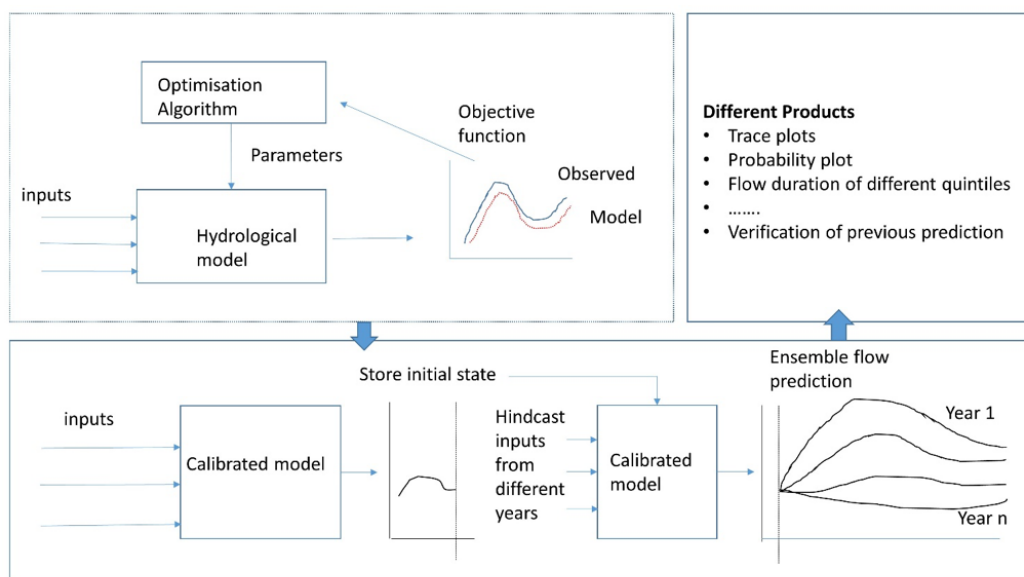 Optimisation
Algorithm
Parameters
inputs
Hydrological
model
Objective
function
Observed
Model
Different Products
• Trace plots
• Probability plot
• Flow duration of different quintiles
• .......
• Verification of previous prediction
inputs
Calibrated model
Store initial state
Hindcast
inputs
from
different
years
Calibrated
model
Ensemble flow
prediction
Year 1
Year n